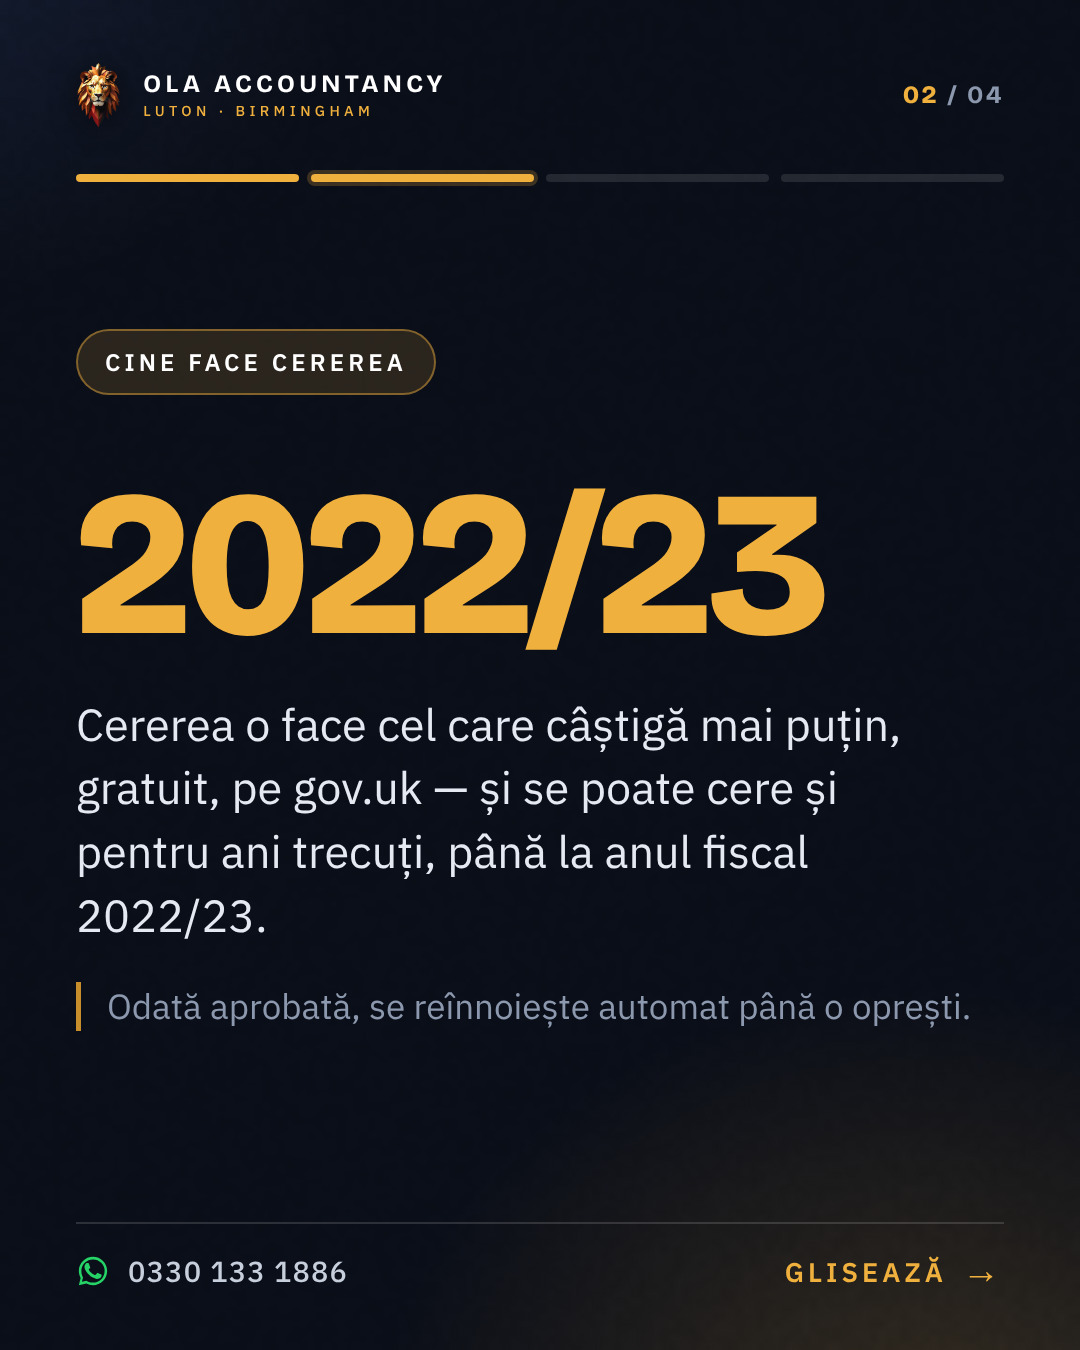 OLA ACCOUNTANCY
LUTON · BIRMINGHAM
02 / 04
CINE FACE CEREREA
2022/23
Cererea o face cel care câștigă mai puțin,
gratuit, pe gov.uk — și se poate cere și
pentru ani trecuți, până la anul fiscal
2022/23.
Odată aprobată, se reînnoiește automat până o oprești.
0330 133 1886
GLISEAZĂ →